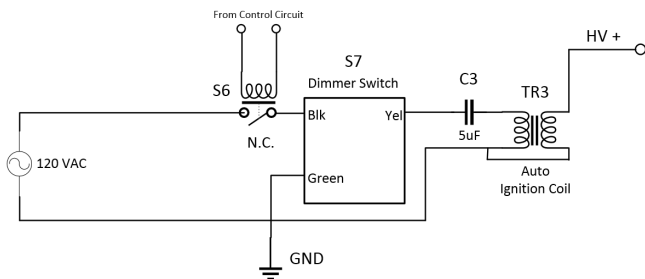 From Control Circuit
HV +
S6
S7
Dimmer Switch
C3
TR3
Blk
Yel
N.C.
5uF
120 VAC
Green
Auto
Ignition Coil
GND